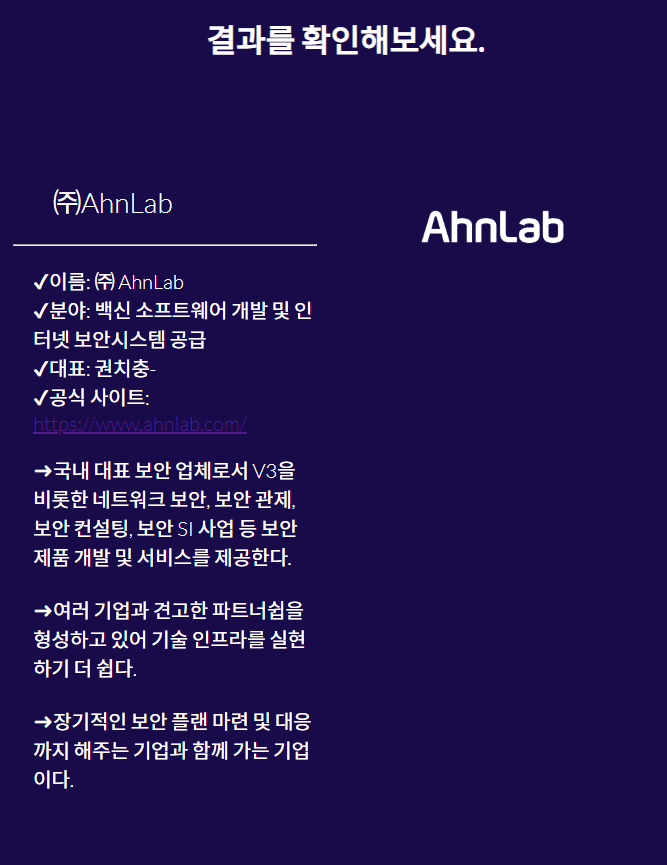 결과를 확인해보세요.
㈜AhnLab
AhnLab
✓이름: ㈜ AhnLab
✓분야: 백신 소프트웨어 개발 및 인
터넷 보안시스템 공급
✓대표: 권치충-
✓공식 사이트:
https://www.ahnlab.com/
→국내 대표 보안 업체로서 V3을
비롯한 네트워크 보안, 보안 관제,
보안 컨설팅, 보안 SI 사업 등 보안
제품 개발 및 서비스를 제공한다.
→여러 기업과 견고한 파트너쉽을
형성하고 있어 기술 인프라를 실현
하기 더 쉽다.
→장기적인 보안 플랜 마련 및 대응
까지 해주는 기업과 함께 가는 기업
이다.